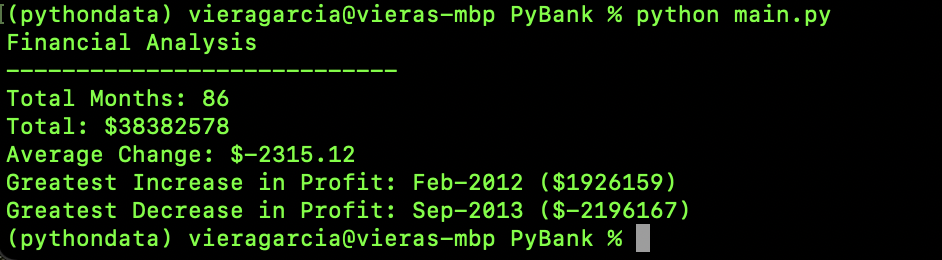 (pythondata) vieragarcia@vieras-mbp PyBank % python main.py
Financial Analysis
----------------------------
Total Months: 86
Total: $38382578
Average Change: $-2315.12
Greatest Increase in Profit: Feb-2012 ($1926159)
Greatest Decrease in Profit: Sep-2013 ($-2196167)
(pythondata) vieragarcia@vieras-mbp PyBank %